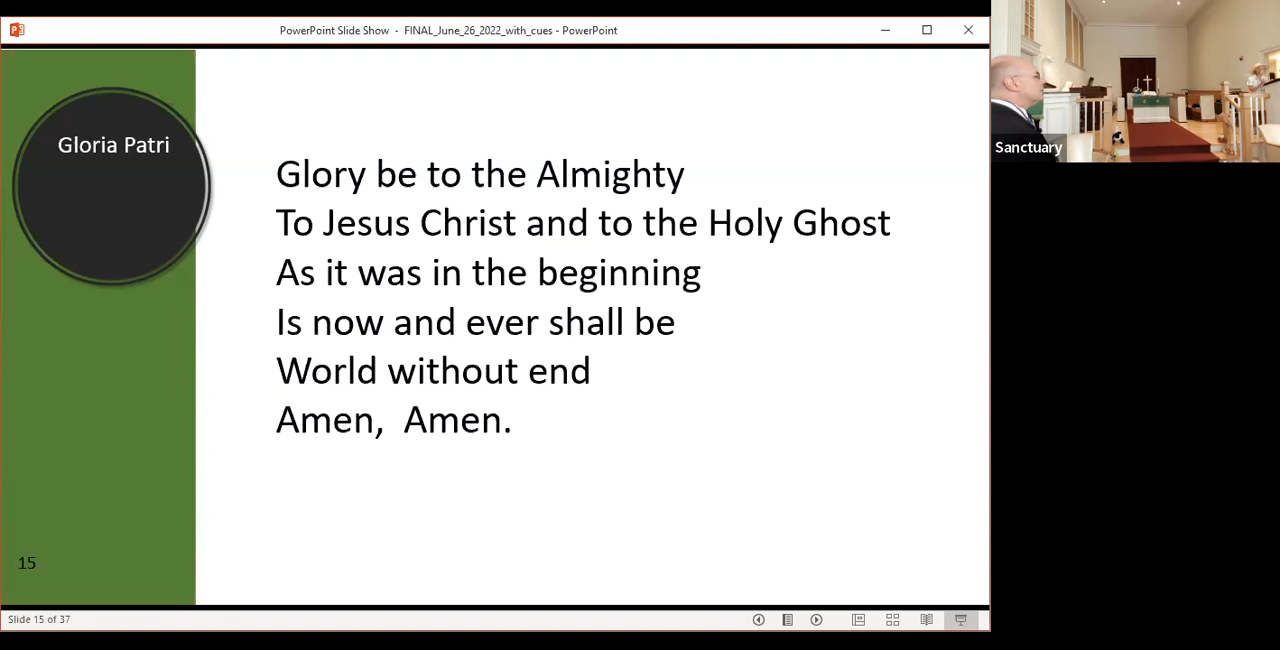 PowerPoint Slide Show - FINAL_June_26_2022_with_cues - PowerPoint
Gloria Patri
Glory be to the Almighty
To Jesus Christ and to the Holy Ghost
As it was in the beginning
Is now and ever shall be
World without end
Amen,  Amen.
15
Slide 15 of 37
Sanctuary